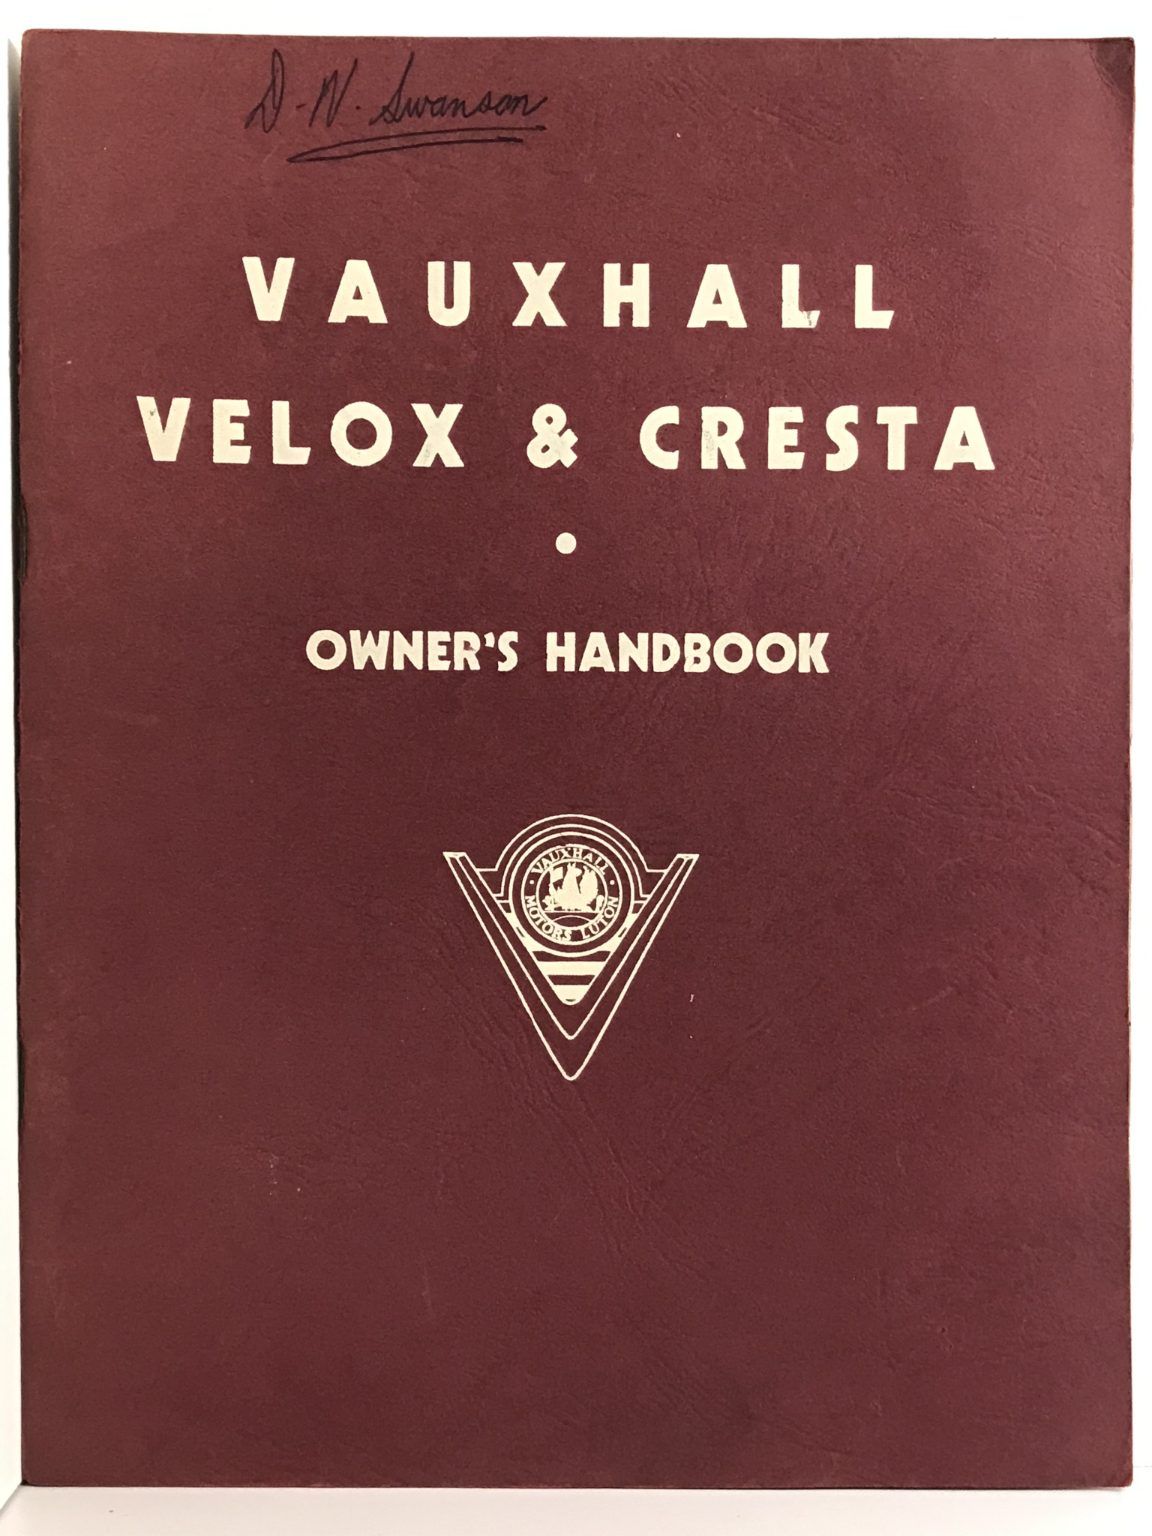 D. N. Swanson
VAUXHALL
VELOX & CRESTA
•
OWNER'S HANDBOOK
· VAUXHALL ·
MOTORS LUTON